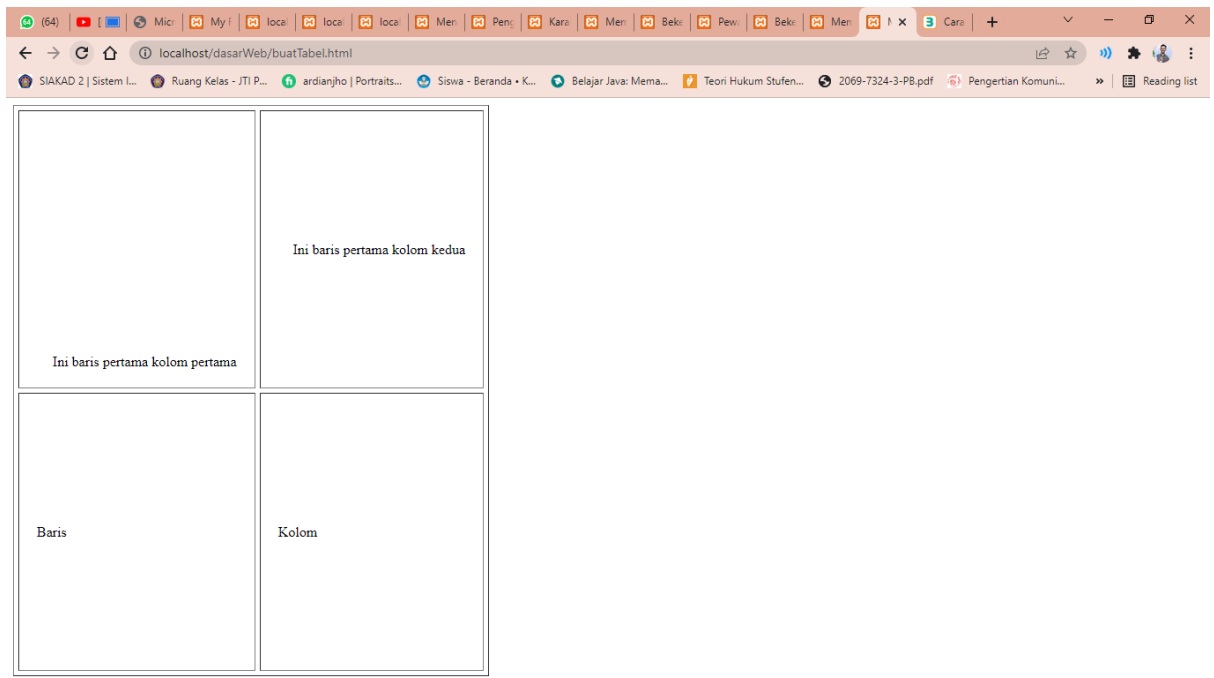 (64)
Micr
My F
local
local
local
Men
Peng
Kara
Men
Beke
Pewa
Beke
Men
Cara
localhost/dasarWeb/buatTabel.html
SIAKAD 2 | Sistem I...
Ruang Kelas - JTI P...
ardianjho | Portraits...
Siswa - Beranda • K...
Belajar Java: Mema...
Teori Hukum Stufen...
2069-7324-3-PB.pdf
Pengertian Komuni...
»
Reading list
Ini baris pertama kolom kedua
Ini baris pertama kolom pertama
Baris
Kolom